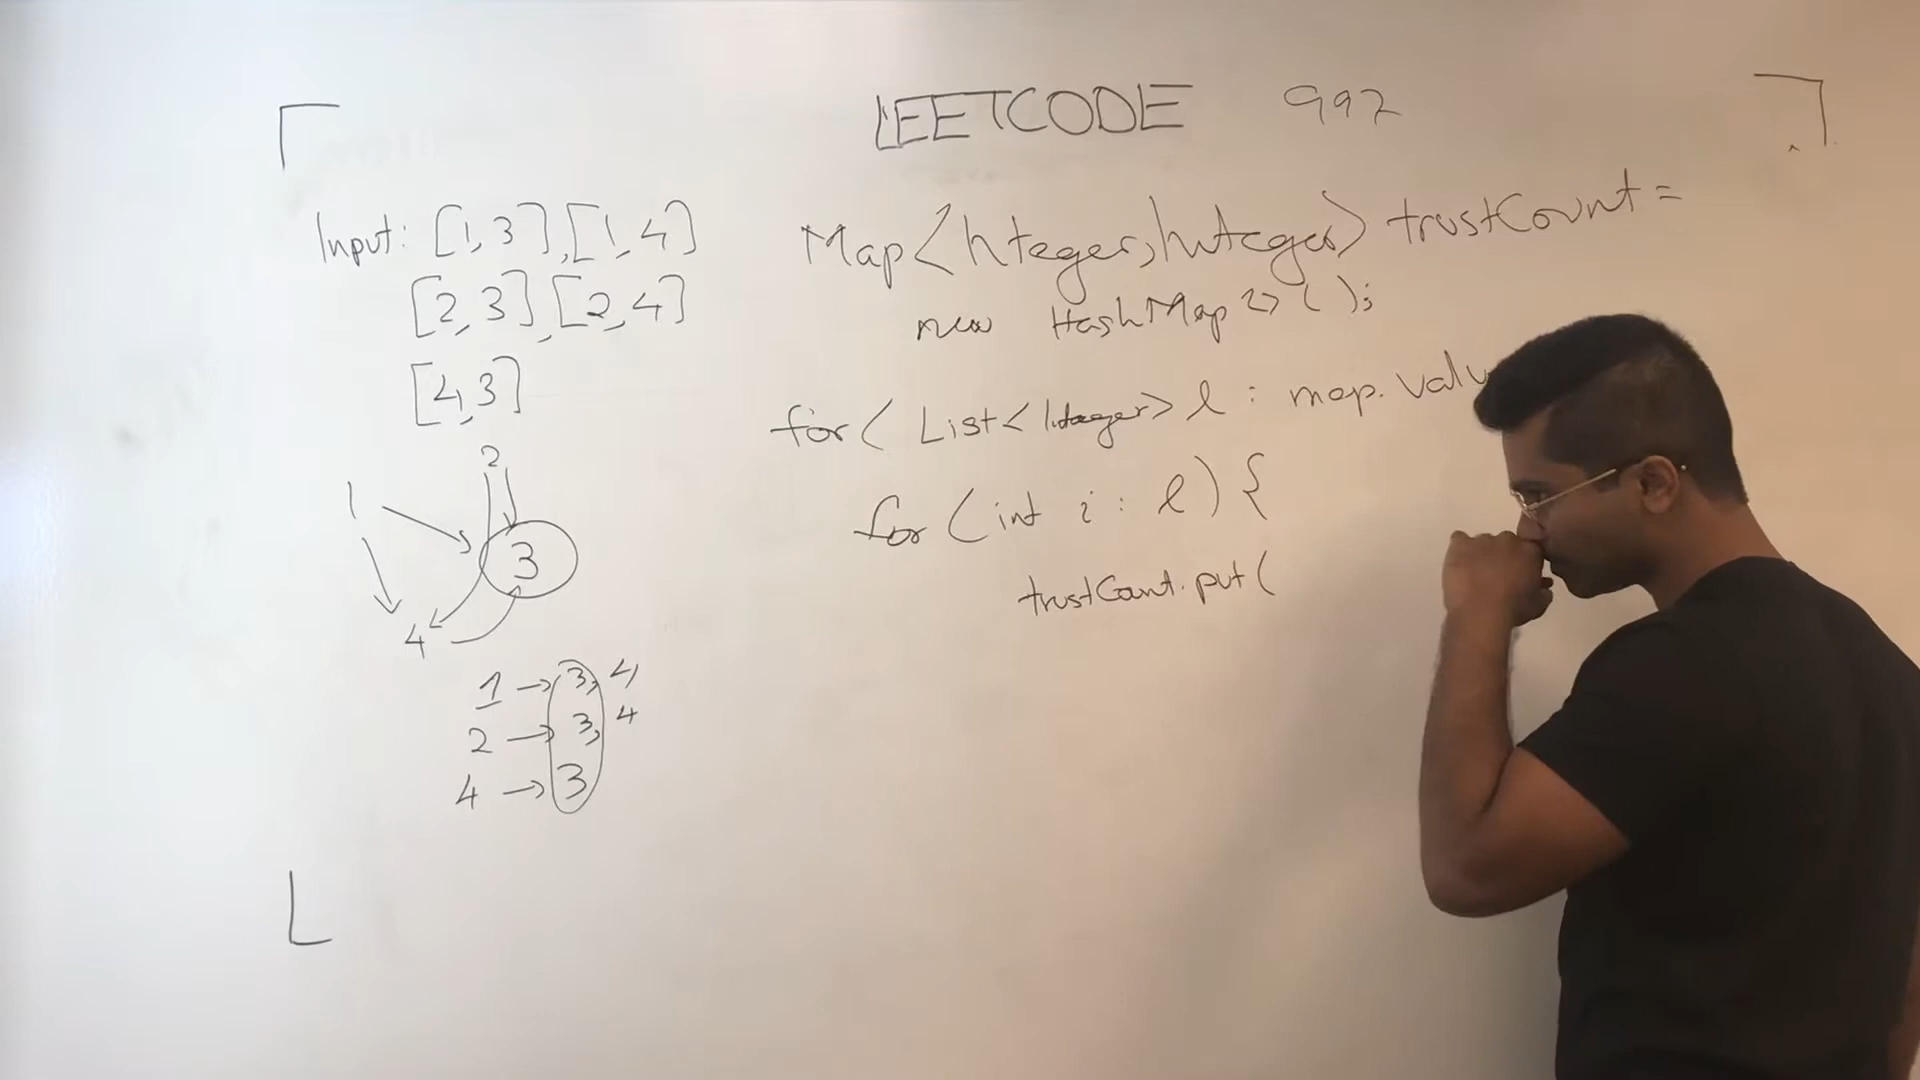 LEETCODE 997
Input: [1,3],[1,4]
[2,3],[2,4]
[4,3]
2
1
3
4
1 → 3, 4
2 → 3, 4
4 → 3
Map<Integer,Integer> trustCount =
new HashMap<>();
for( List<Integer> l : map.valu
for (int i : l) {
trustCount.put(